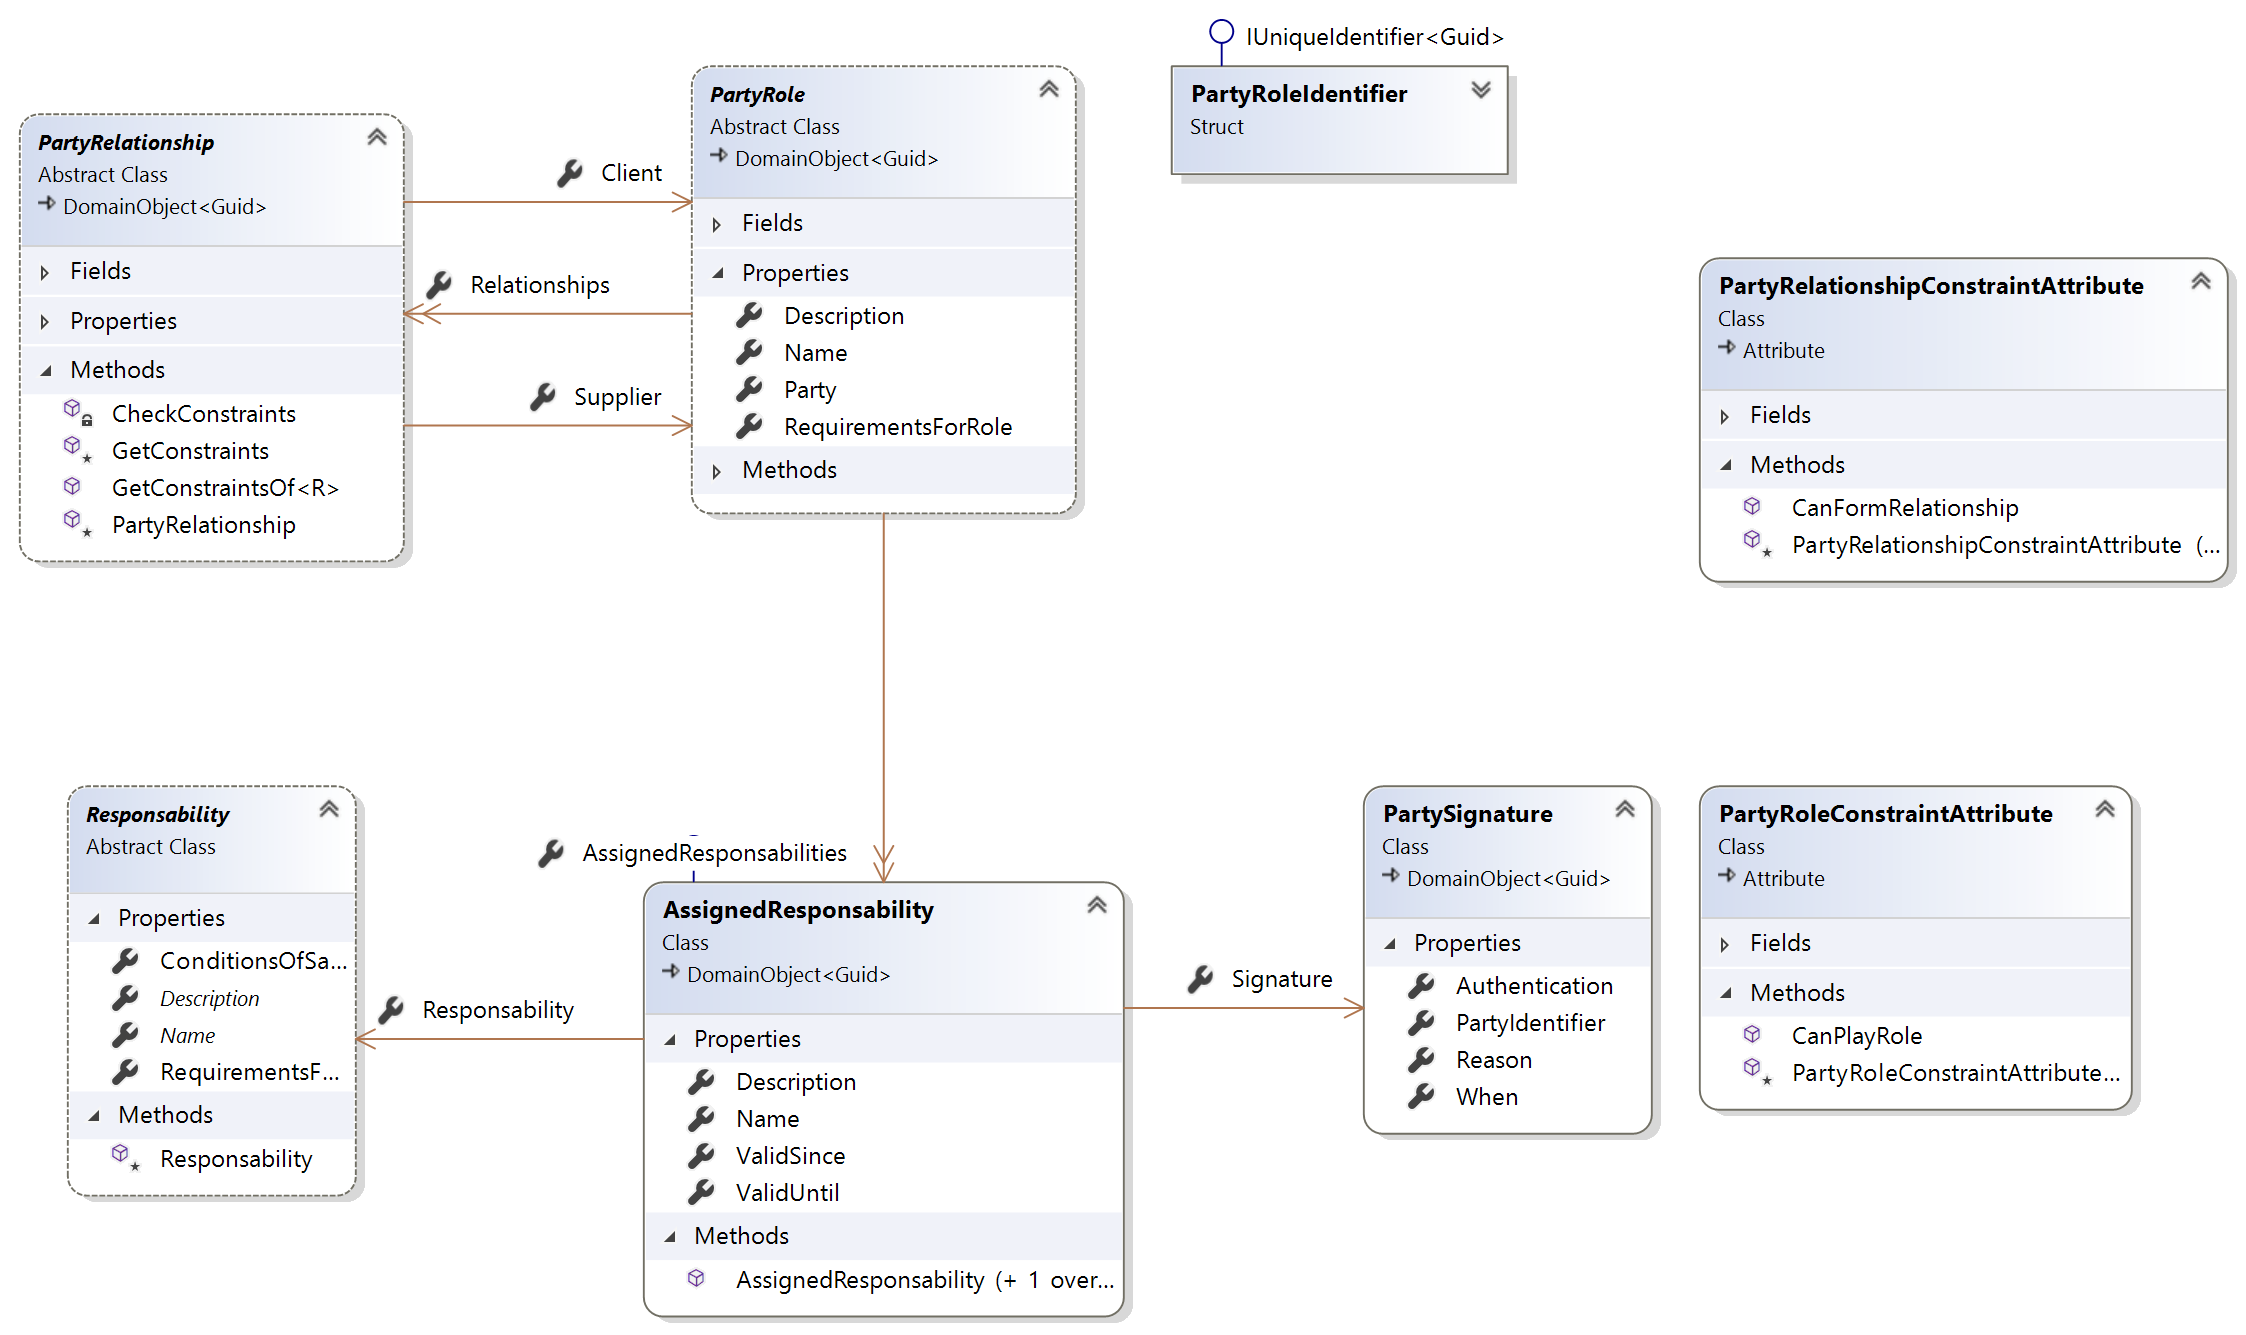 IUniqueIdentifier<Guid>
PartyRelationship
Abstract Class
DomainObject<Guid>
Fields
Properties
Methods
CheckConstraints
GetConstraints
GetConstraintsOf<R>
PartyRelationship
Client
Relationships
Supplier
PartyRole
Abstract Class
DomainObject<Guid>
Fields
Properties
Description
Name
Party
RequirementsForRole
Methods
PartyRoleIdentifier
Struct
PartyRelationshipConstraintAttribute
Class
Attribute
Fields
Methods
CanFormRelationship
PartyRelationshipConstraintAttribute (...
Responsability
Abstract Class
Properties
ConditionsOfSa...
Description
Name
RequirementsF...
Methods
Responsability
AssignedResponsabilities
Responsability
AssignedResponsability
Class
DomainObject<Guid>
Properties
Description
Name
ValidSince
ValidUntil
Methods
AssignedResponsability (+ 1 over...
Signature
PartySignature
Class
DomainObject<Guid>
Properties
Authentication
PartyIdentifier
Reason
When
PartyRoleConstraintAttribute
Class
Attribute
Fields
Methods
CanPlayRole
PartyRoleConstraintAttribute...